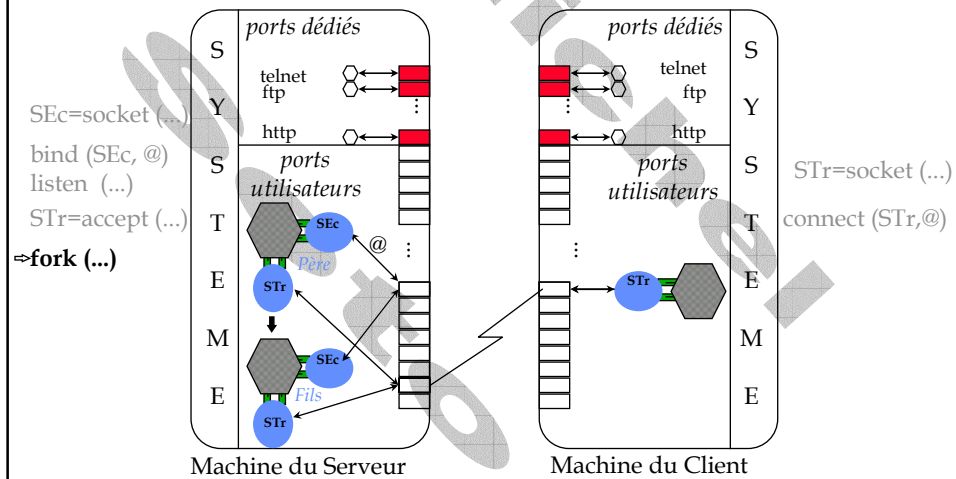 ports dédiés
telnet
ftp
...
http
ports
utilisateurs
SEc
@
...
Père
STr
SEc
Fils
STr
S
Y
S
T
E
M
E
Machine du Serveur
SEc=socket (...)
bind (SEc, @)
listen (...)
STr=accept (...)
⇨fork (...)
ports dédiés
telnet
ftp
...
http
ports
utilisateurs
...
STr
S
Y
S
T
E
M
E
Machine du Client
STr=socket (...)
connect (STr,@)